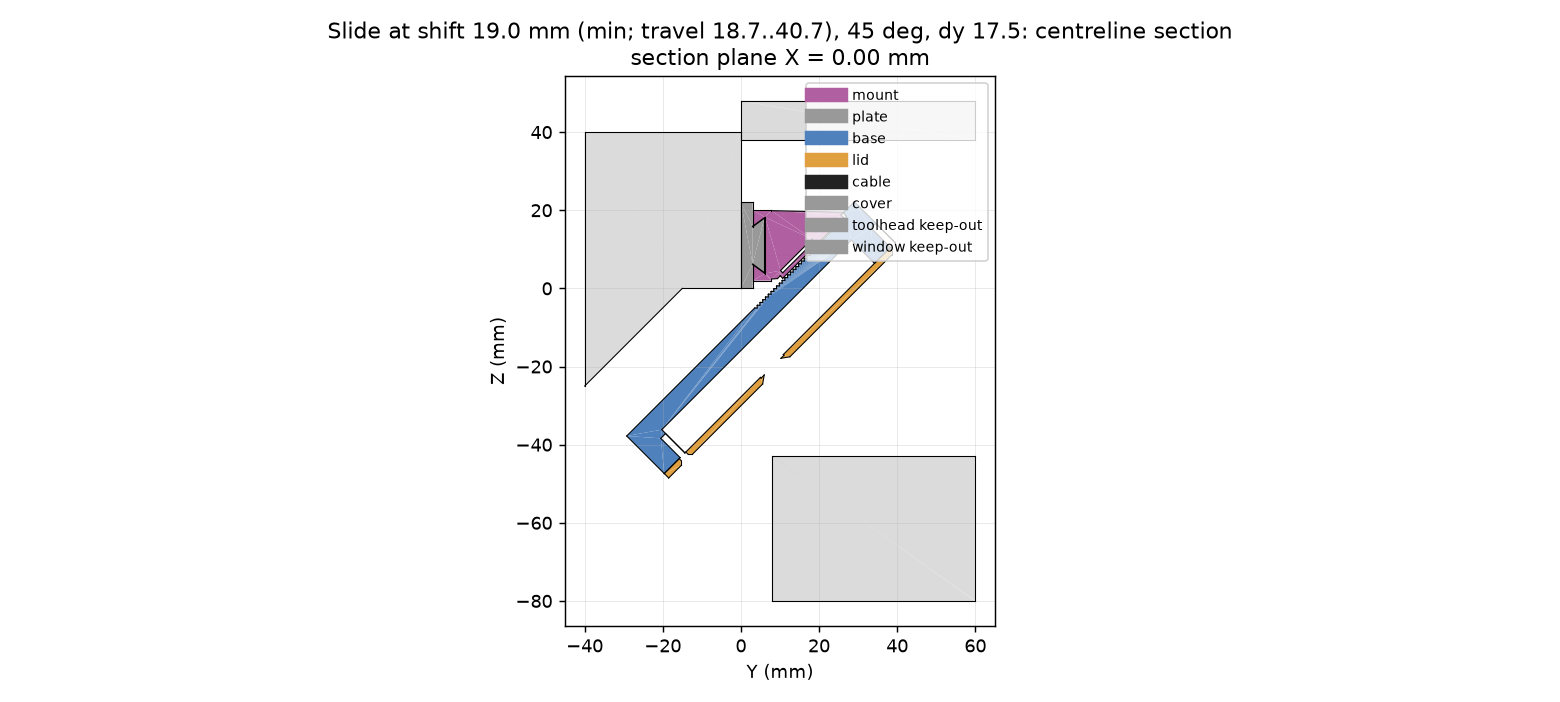 Slide at shift 19.0 mm (min; travel 18.7..40.7), 45 deg, dy 17.5: centreline section
section plane X = 0.00 mm
mount
plate
base
lid
cable
cover
toolhead keep-out
window keep-out
40
20
0
−20
−40
−60
−80
Z (mm)
−40 −20 0 20 40 60
Y (mm)